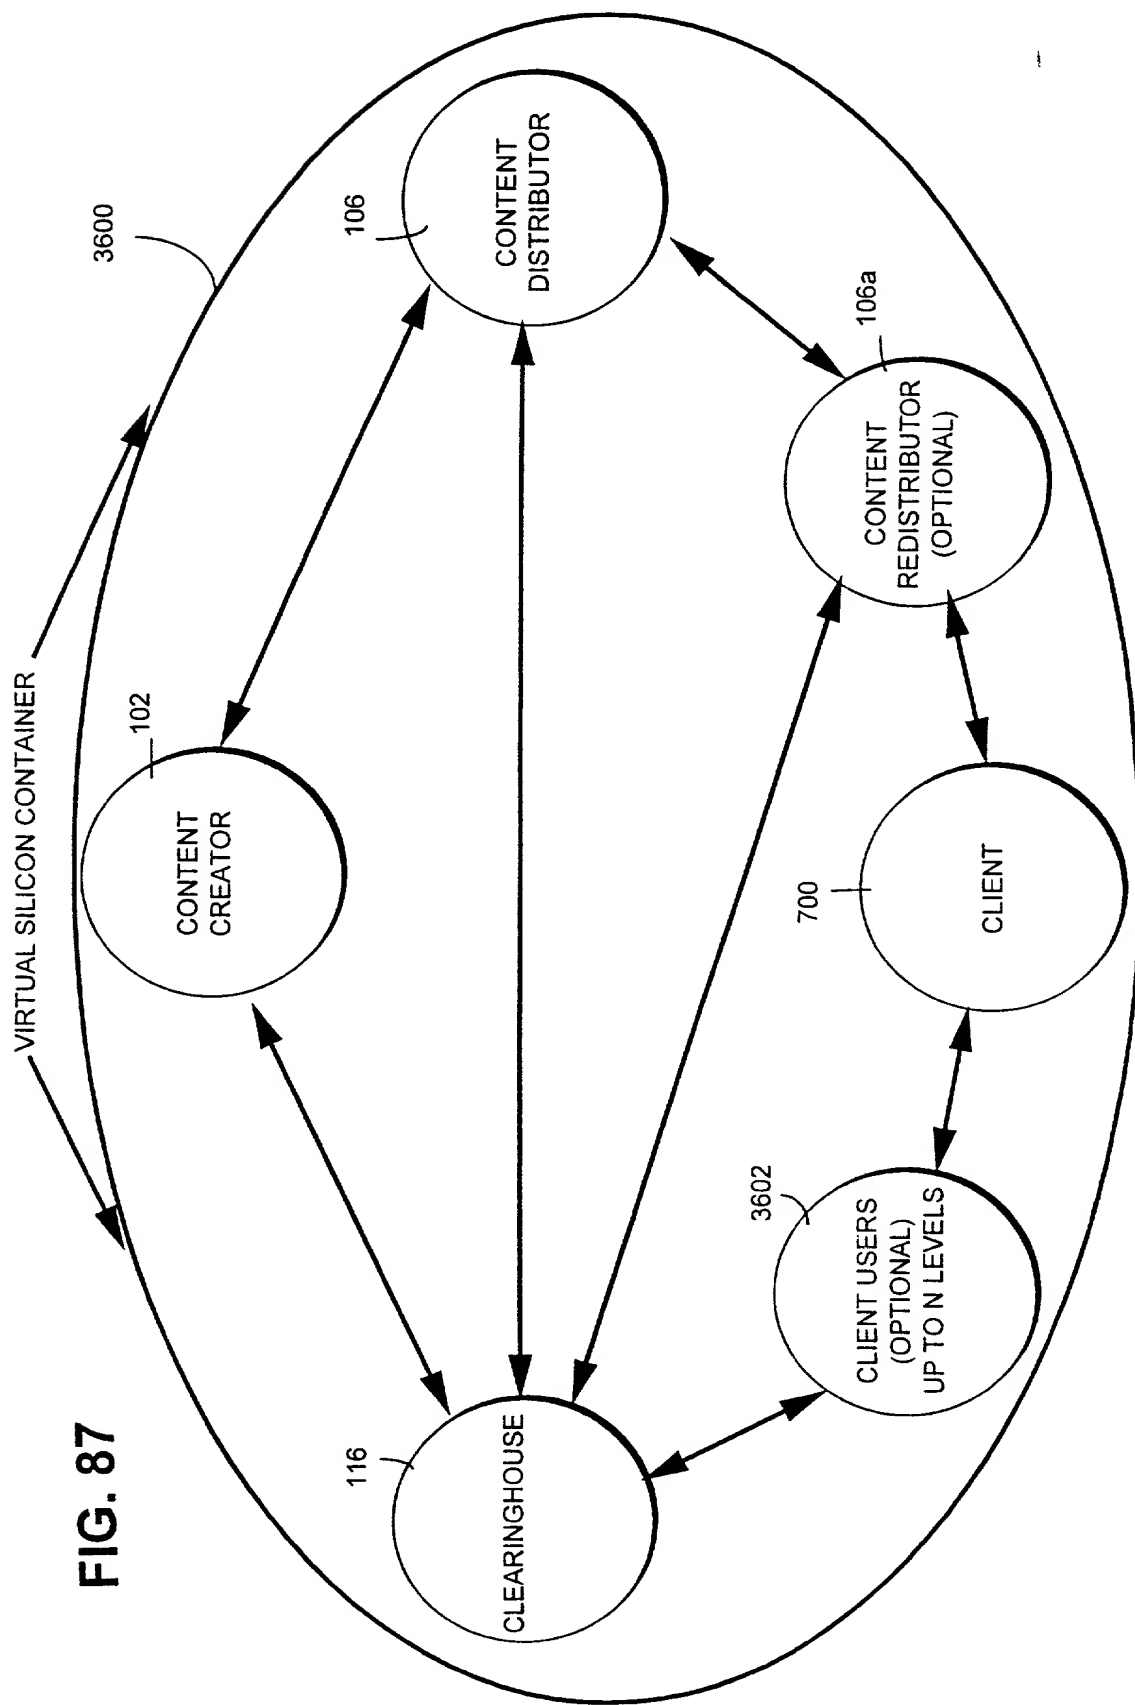 FIG. 87
VIRTUAL SILICON CONTAINER
3600
102
CONTENT
CREATOR
116
CLEARINGHOUSE
106
CONTENT
DISTRIBUTOR
3602
CLIENT USERS
(OPTIONAL)
UP TO N LEVELS
700
CLIENT
106a
CONTENT
REDISTRIBUTOR
(OPTIONAL)